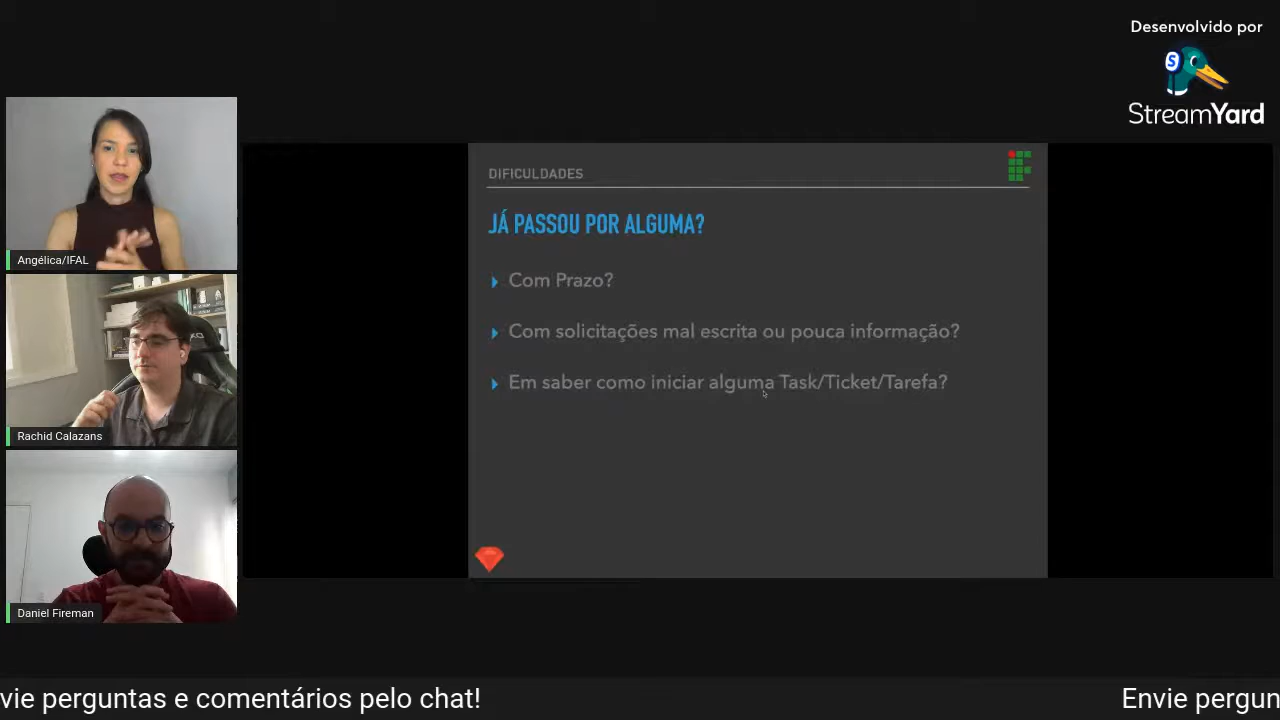 Desenvolvido por
StreamYard
DIFICULDADES
JÁ PASSOU POR ALGUMA?
Com Prazo?
Com solicitações mal escrita ou pouca informação?
Em saber como iniciar alguma Task/Ticket/Tarefa?
Angélica/IFAL
Rachid Calazans
Daniel Fireman
vie perguntas e comentários pelo chat!
Envie pergun